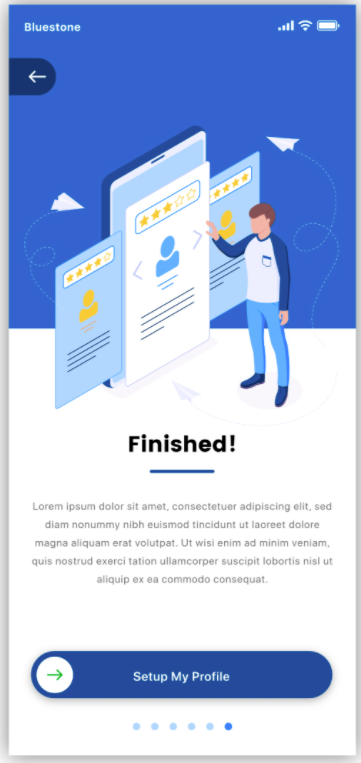 Bluestone
Finished!
Lorem ipsum dolor sit amet, consectetuer adipiscing elit, sed
diam nonummy nibh euismod tincidunt ut laoreet dolore
magna aliquam erat volutpat. Ut wisi enim ad minim veniam,
quis nostrud exerci tation ullamcorper suscipit lobortis nisl ut
aliquip ex ea commodo consequat.
Setup My Profile